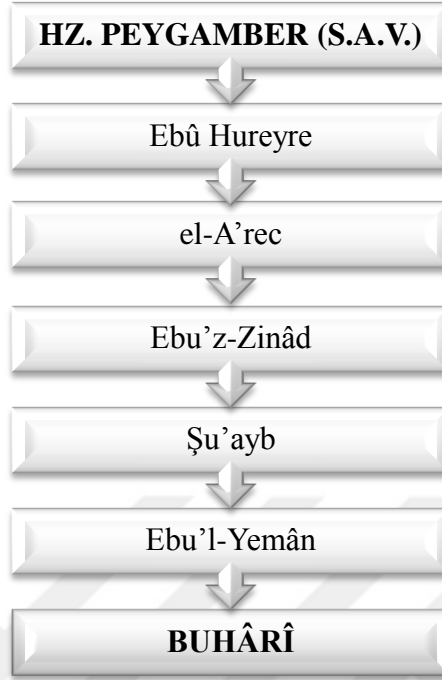 HZ. PEYGAMBER (S.A.V.)
Ebû Hureyre
el-A’rec
Ebu’z-Zinâd
Şu’ayb
Ebu’l-Yemân
BUHÂRÎ